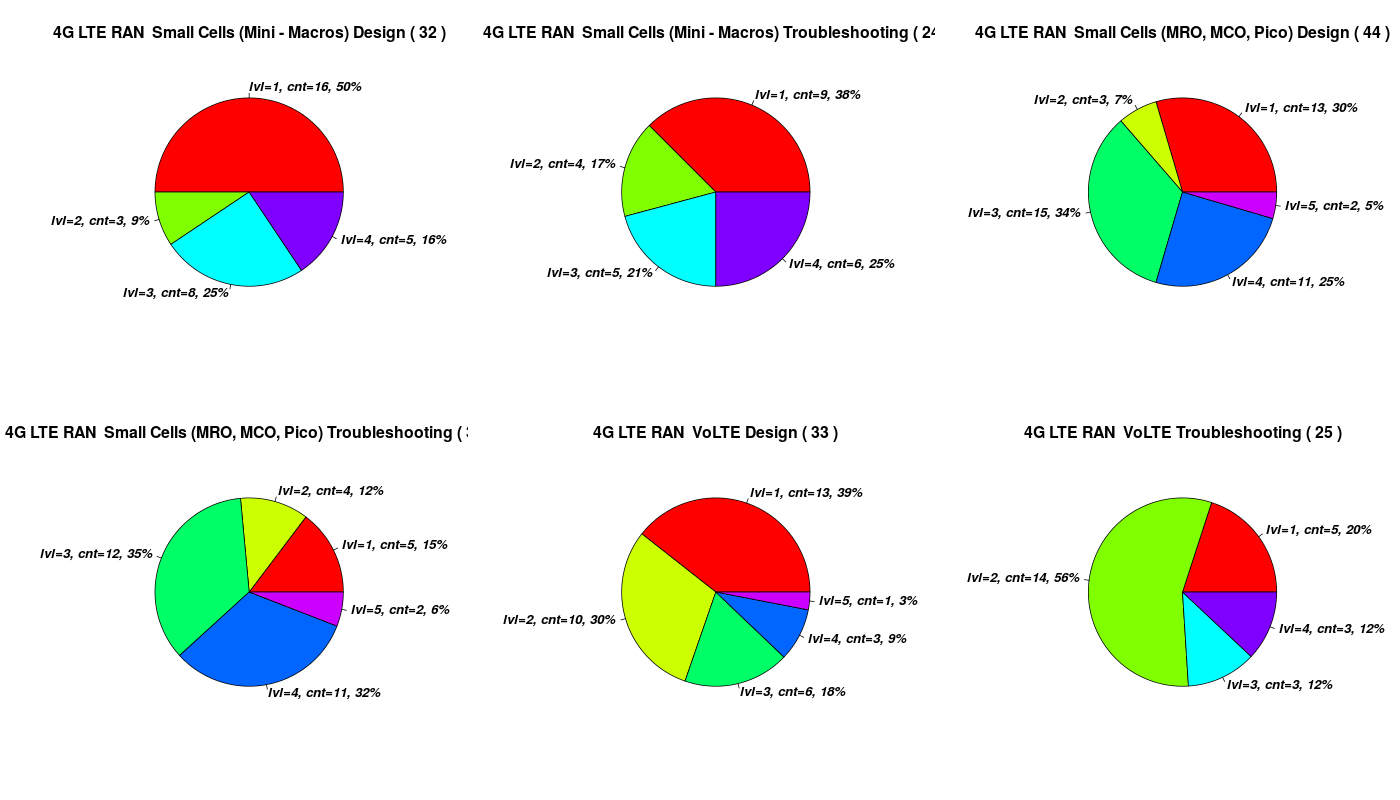 4G LTE RAN  Small Cells (Mini - Macros) Design ( 32 )
lvl=1, cnt=16, 50%
lvl=2, cnt=3, 9%
lvl=3, cnt=8, 25%
lvl=4, cnt=5, 16%
4G LTE RAN  Small Cells (Mini - Macros) Troubleshooting ( 24
lvl=1, cnt=9, 38%
lvl=2, cnt=4, 17%
lvl=3, cnt=5, 21%
lvl=4, cnt=6, 25%
4G LTE RAN  Small Cells (MRO, MCO, Pico) Design ( 44 )
lvl=1, cnt=13, 30%
lvl=2, cnt=3, 7%
lvl=3, cnt=15, 34%
lvl=4, cnt=11, 25%
lvl=5, cnt=2, 5%
4G LTE RAN  Small Cells (MRO, MCO, Pico) Troubleshooting (
lvl=1, cnt=5, 15%
lvl=2, cnt=4, 12%
lvl=3, cnt=12, 35%
lvl=4, cnt=11, 32%
lvl=5, cnt=2, 6%
4G LTE RAN  VoLTE Design ( 33 )
lvl=1, cnt=13, 39%
lvl=2, cnt=10, 30%
lvl=3, cnt=6, 18%
lvl=4, cnt=3, 9%
lvl=5, cnt=1, 3%
4G LTE RAN  VoLTE Troubleshooting ( 25 )
lvl=1, cnt=5, 20%
lvl=2, cnt=14, 56%
lvl=3, cnt=3, 12%
lvl=4, cnt=3, 12%